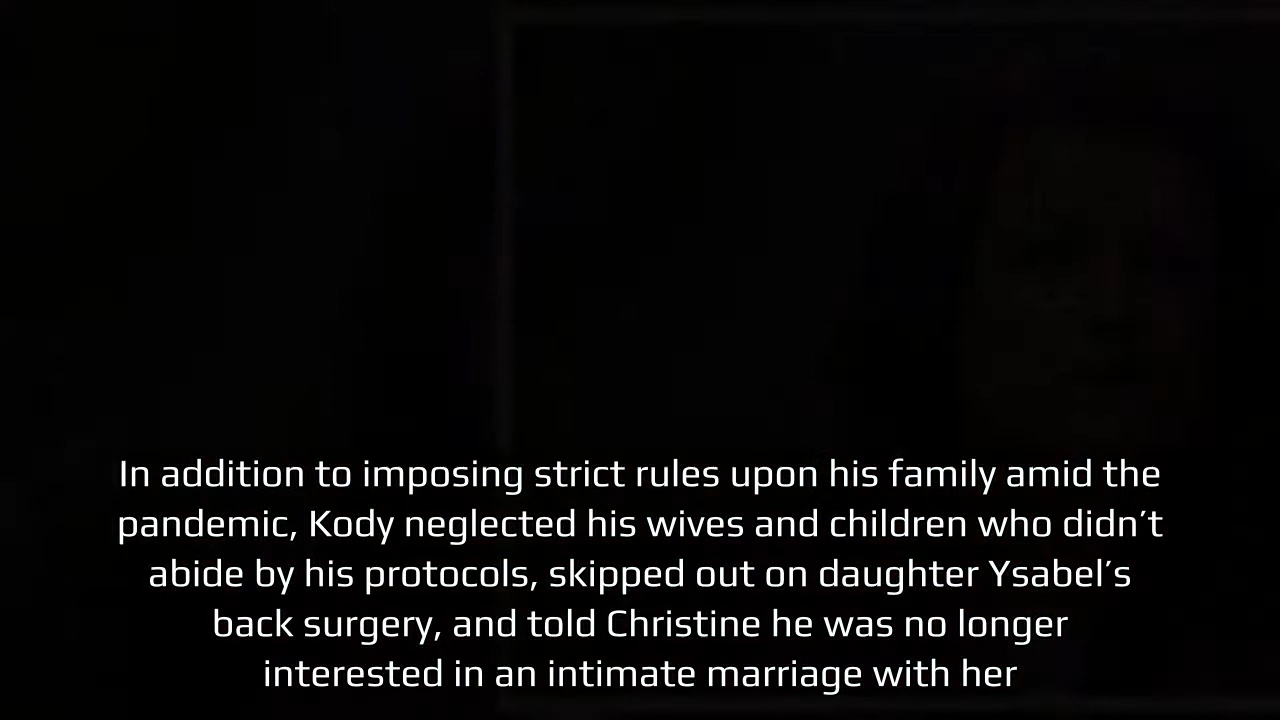 In addition to imposing strict rules upon his family amid the
pandemic, Kody neglected his wives and children who didn’t
abide by his protocols, skipped out on daughter Ysabel’s
back surgery, and told Christine he was no longer
interested in an intimate marriage with her